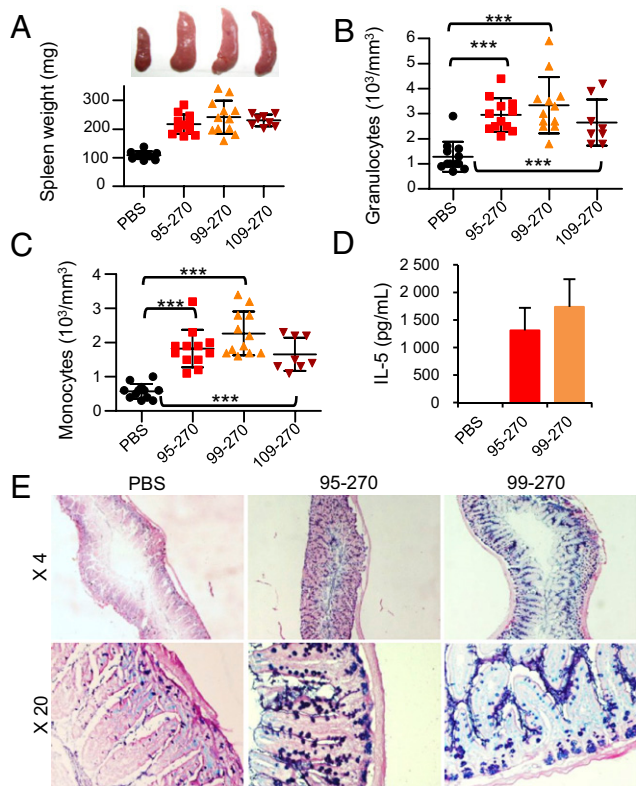 A
Spleen weight (mg)
300
200
100
0
PBS
95-270
99-270
109-270
B
Granulocytes (10³/mm³)
***
***
6
5
4
3
2
1
0
***
PBS
95-270
99-270
109-270
C
Monocytes (10³/mm³)
4
3
2
1
0
***
***
***
PBS
95-270
99-270
109-270
D
IL-5 (pg/mL)
2 500
2 000
1 500
1 000
500
0
PBS
95-270
99-270
E
PBS
95-270
99-270
X 4
X 20